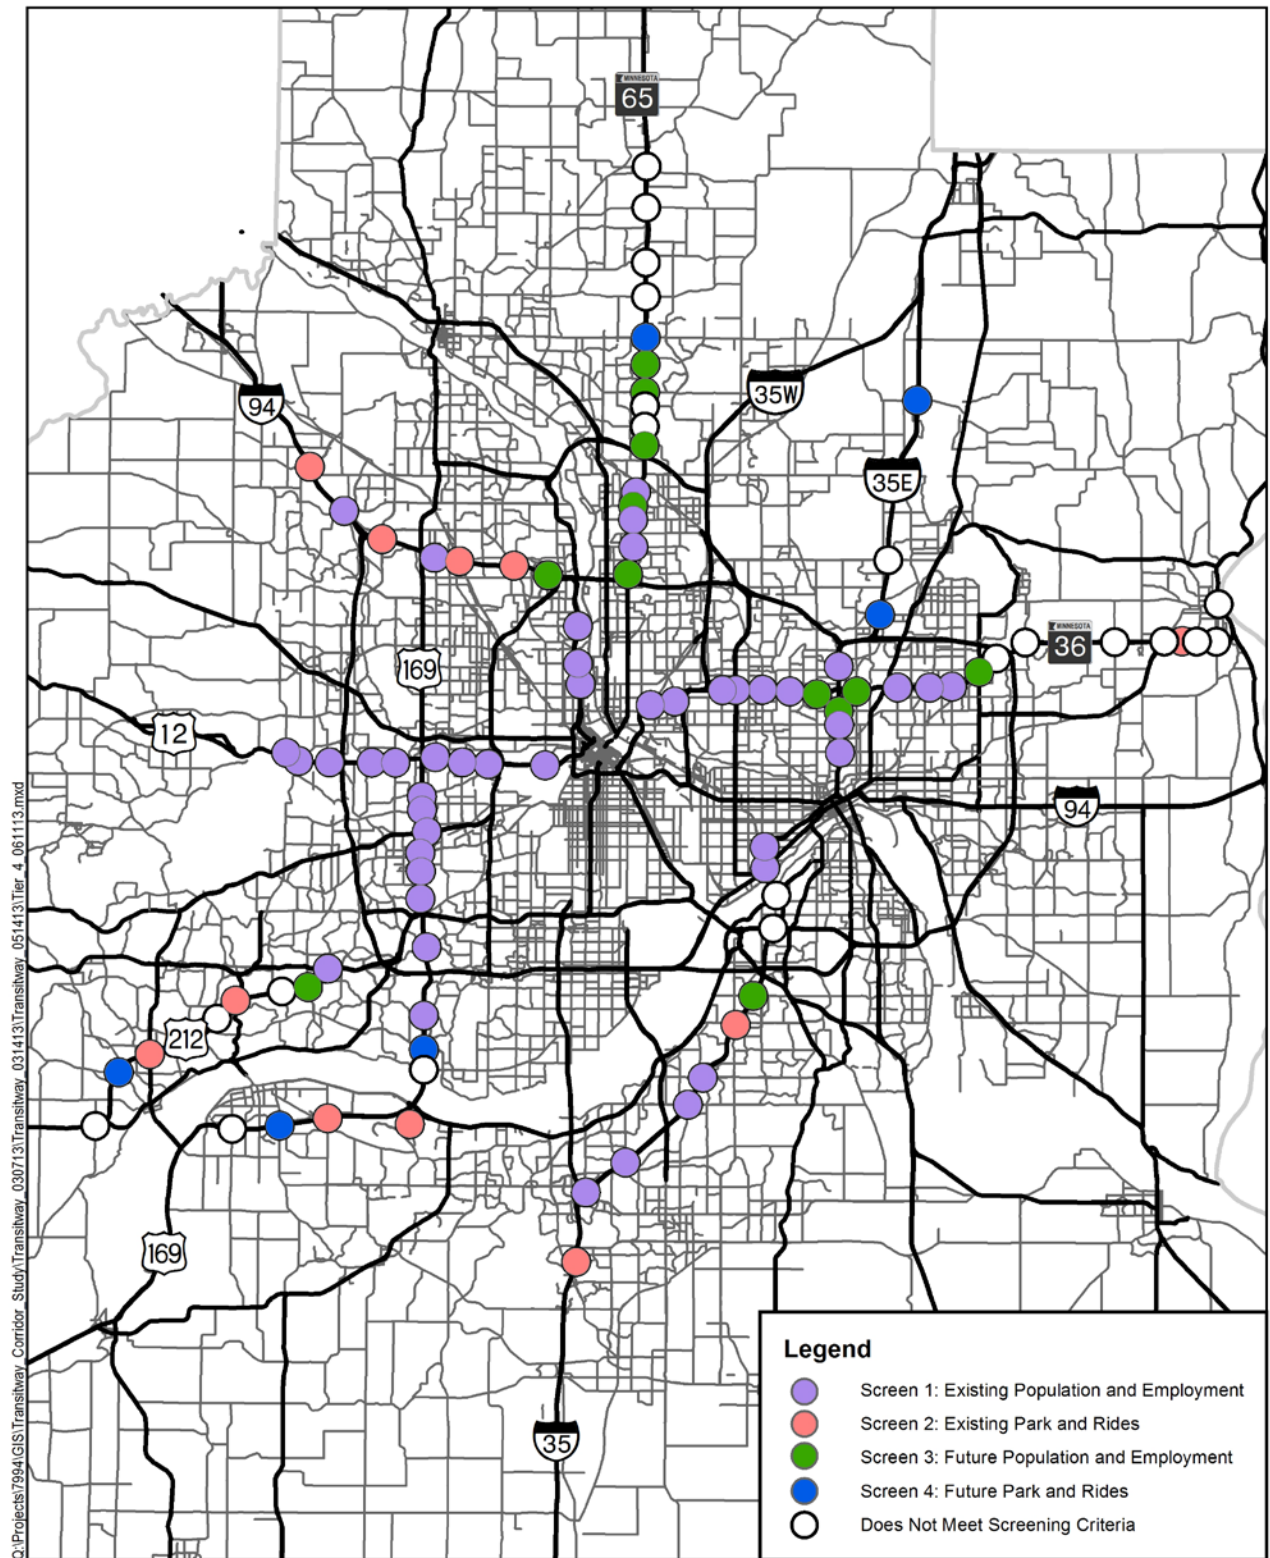 MINNESOTA
65
94
35W
35E
169
MINNESOTA
36
12
94
212
169
35
Legend
Screen 1: Existing Population and Employment
Screen 2: Existing Park and Rides
Screen 3: Future Population and Employment
Screen 4: Future Park and Rides
Does Not Meet Screening Criteria
Q:\Projects\7994\GIS\Transitway_Corridor_Study\Transitway_030713\Transitway_031413\Transitway_051413\Tier_4_061113.mxd